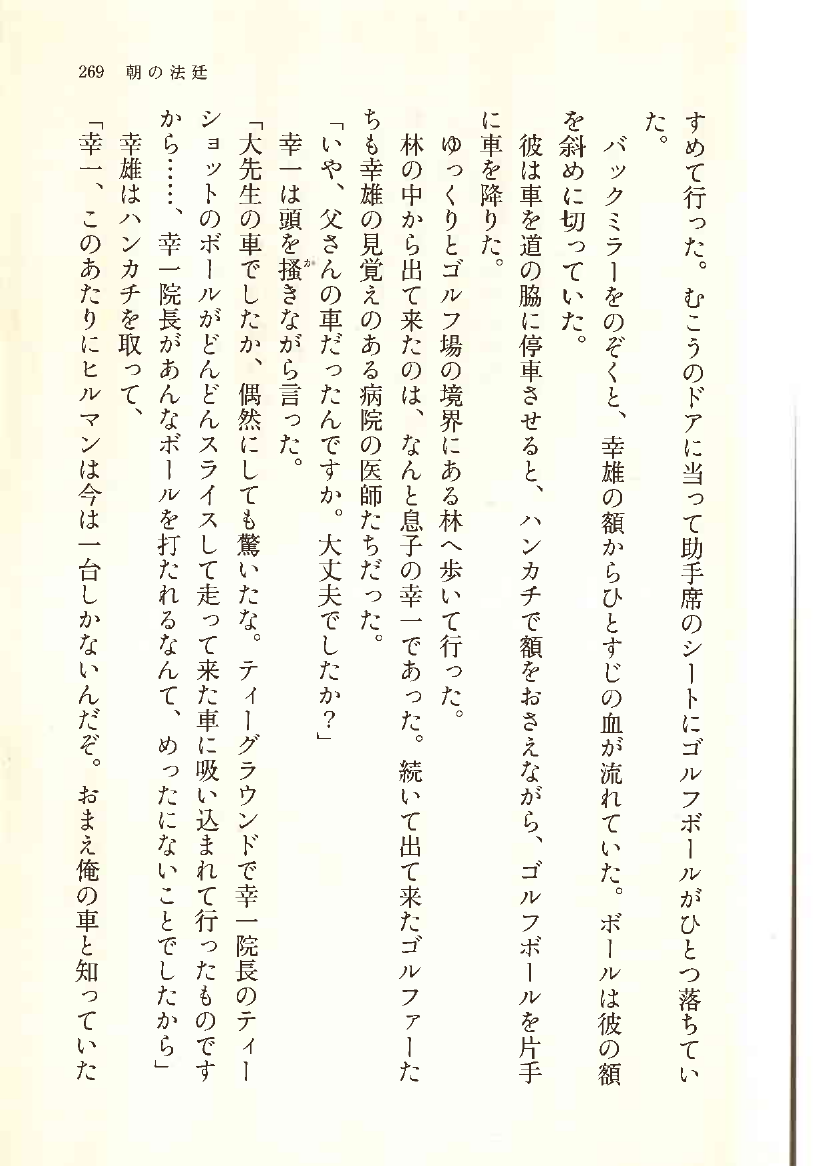 269 朝の法廷
すめて行った。むこうのドアに当って助手席のシートにゴルフボールがひとつ落ちてい
た。
　バックミラーをのぞくと、幸雄の額からひとすじの血が流れていた。ボールは彼の額
を斜めに切っていた。
　彼は車を道の脇に停車させると、ハンカチで額をおさえながら、ゴルフボールを片手
に車を降りた。
　ゆっくりとゴルフ場の境界にある林へ歩いて行った。
　林の中から出て来たのは、なんと息子の幸一であった。続いて出て来たゴルファーた
ちも幸雄の見覚えのある病院の医師たちだった。
「いや、父さんの車だったんですか。大丈夫でしたか？」
　幸一は頭を掻きながら言った。
「大先生の車でしたか、偶然にしても驚いたな。ティーグラウンドで幸一院長のティー
ショットのボールがどんどんスライスして走って来た車に吸い込まれて行ったものです
から……、幸一院長があんなボールを打たれるなんて、めったにないことでしたから」
　幸雄はハンカチを取って、
「幸一、このあたりにヒルマンは今は一台しかないんだぞ。おまえ俺の車と知っていた